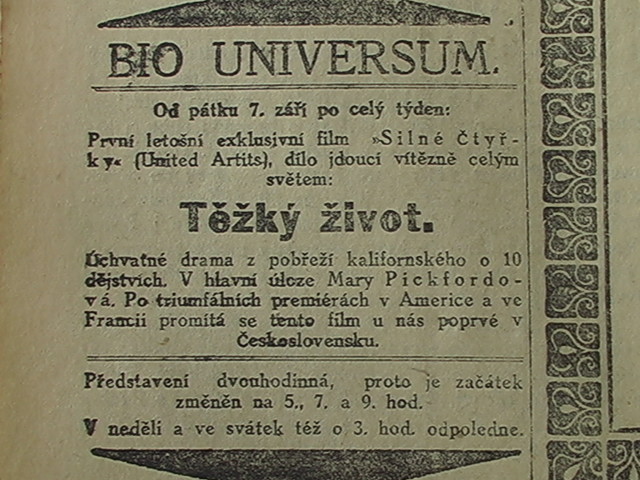 BIO UNIVERSUM.
Od pátku 7. září po celý týden:
První letošní exklusivní film »Silné Čtyř-
ky« (United Artits), dílo jdoucí vítězně celým
světem:
Těžký život.
Úchvatné drama z pobřeží kalifornského o 10
dějstvích. V hlavní úloze Mary Pickfordo-
vá. Po triumfálních premiérách v Americe a ve
Francii promítá se tento film u nás poprvé v
Československu.
Představení dvouhodinná, proto je začátek
změněn na 5., 7. a 9. hod.
V neděli a ve svátek též o 3. hod. odpoledne.